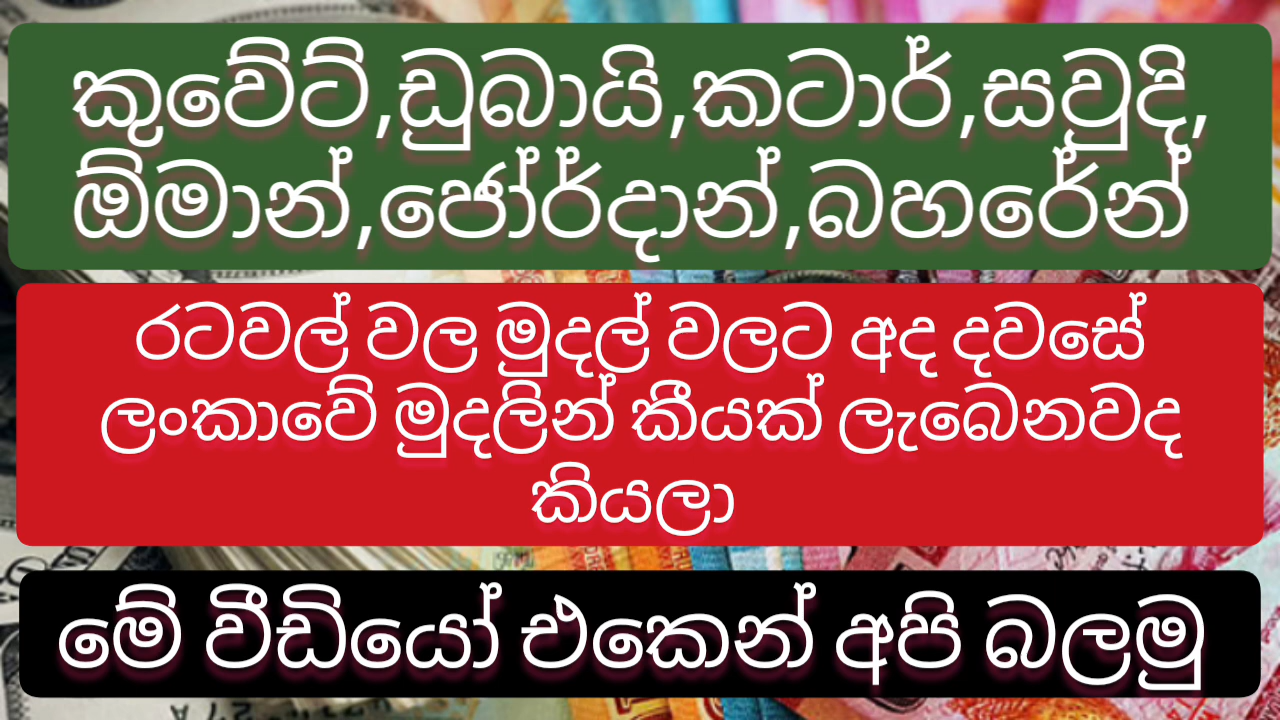 කුවේට්,ඩුබායි,කටාර්,සවුදි,
ඕමාන්,ජෝර්දාන්,බහරේන්
රටවල් වල මුදල් වලට අද දවසේ
ලංකාවේ මුදලින් කීයක් ලැබෙනවද
කියලා
මේ වීඩියෝ එකෙන් අපි බලමු